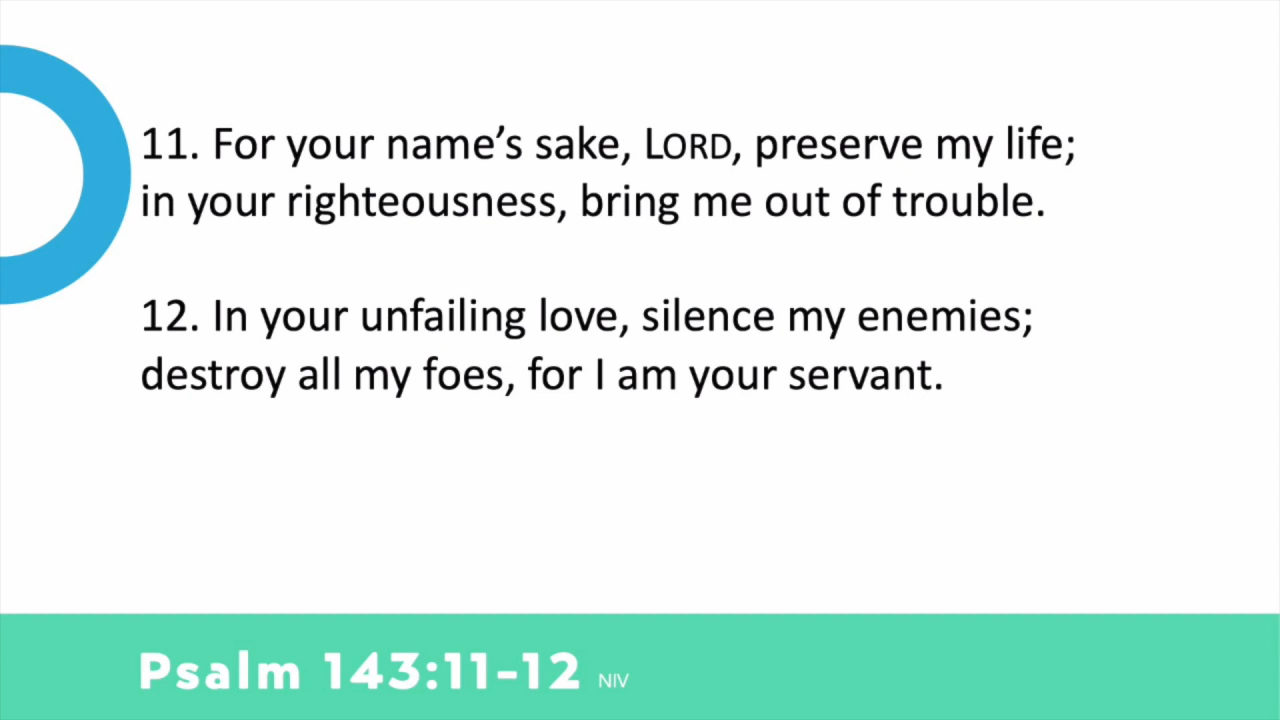 11. For your name’s sake, LORD, preserve my life;
in your righteousness, bring me out of trouble.
12. In your unfailing love, silence my enemies;
destroy all my foes, for I am your servant.
Psalm 143:11-12 NIV